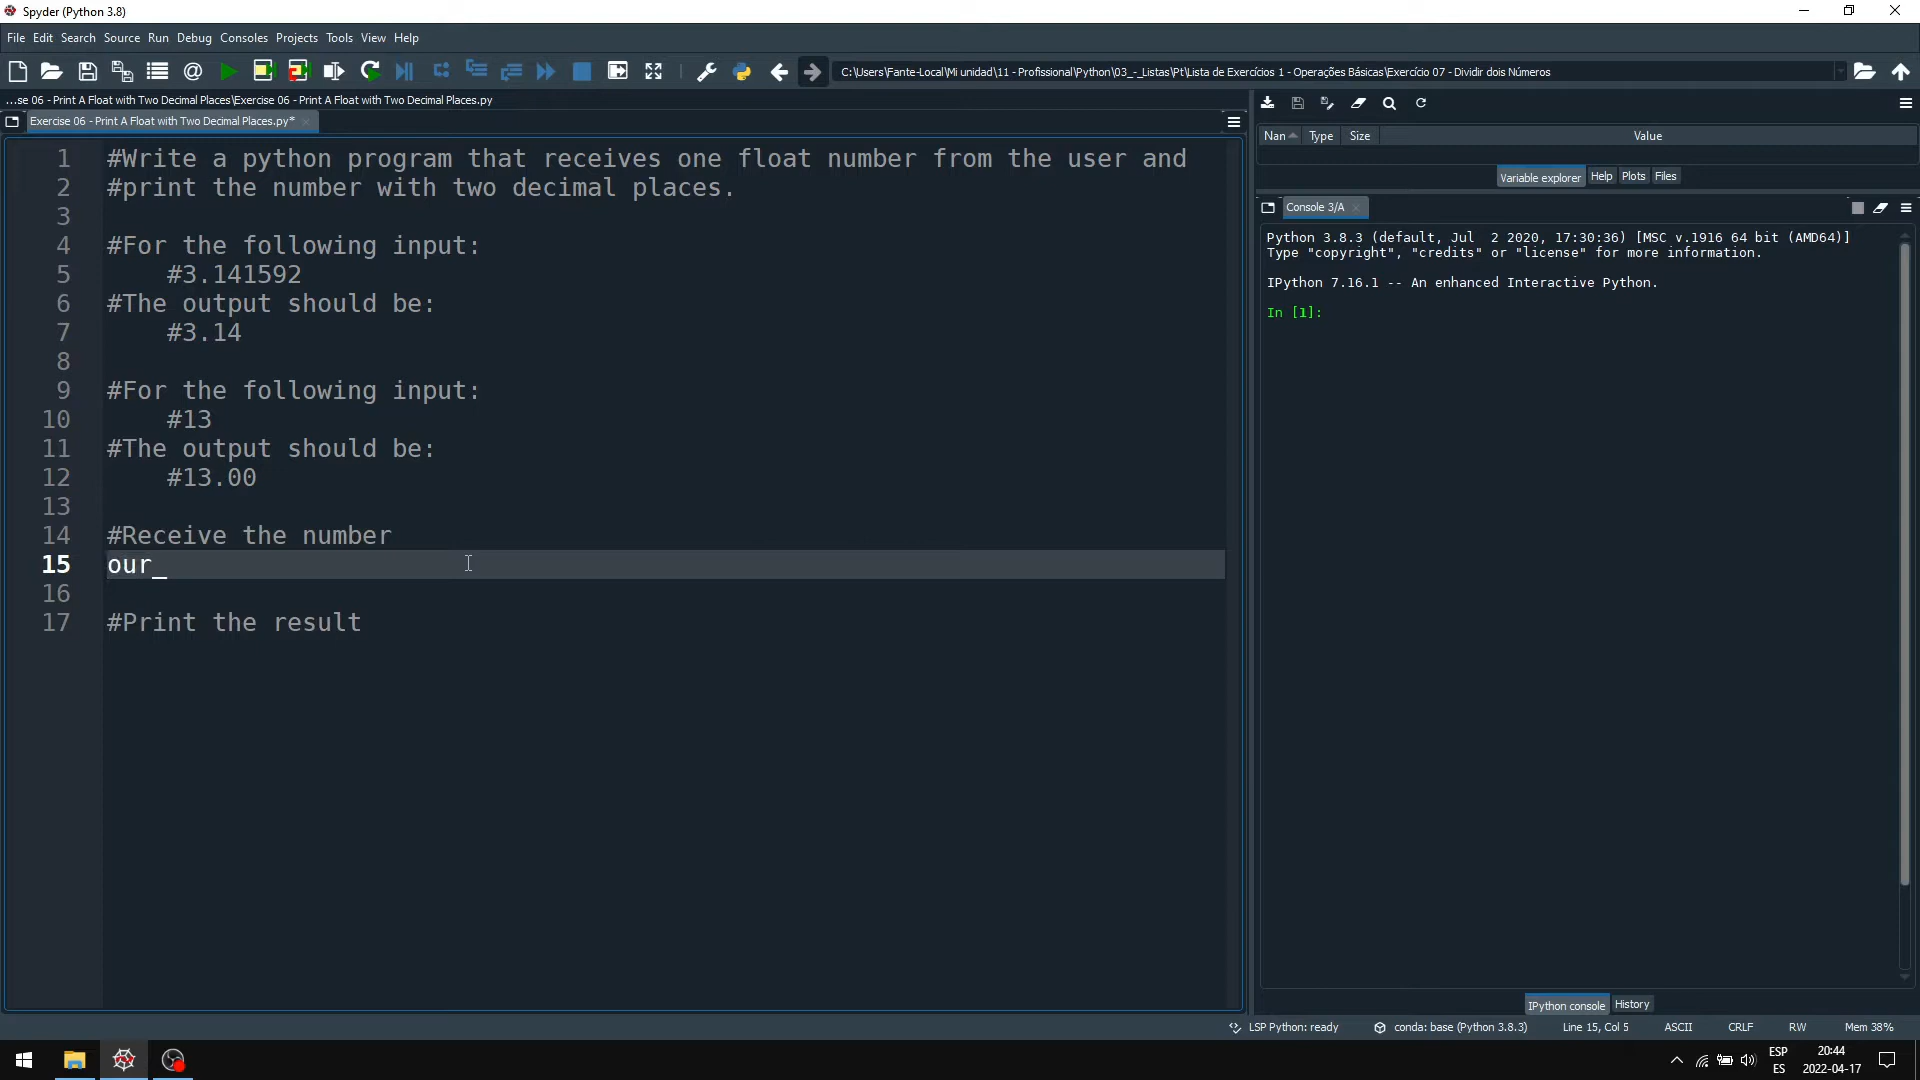 Spyder (Python 3.8)
File Edit Search Source Run Debug Consoles Projects Tools View Help
C:\Users\Fante-Local\Mi unidad\11 - Profissional\Python\03_-_Listas\Pt\Lista de Exercícios 1 - Operações Básicas\Exercício 07 - Dividir dois Números
...se 06 - Print A Float with Two Decimal Places\Exercise 06 - Print A Float with Two Decimal Places.py
Exercise 06 - Print A Float with Two Decimal Places.py*
1 #Write a python program that receives one float number from the user and
2 #print the number with two decimal places.
3
4 #For the following input:
5 #3.141592
6 #The output should be:
7 #3.14
8
9 #For the following input:
10 #13
11 #The output should be:
12 #13.00
13
14 #Receive the number
15 our_
16
17 #Print the result
Nan Type Size Value
Variable explorer Help Plots Files
Console 3/A
Python 3.8.3 (default, Jul 2 2020, 17:30:36) [MSC v.1916 64 bit (AMD64)]
Type "copyright", "credits" or "license" for more information.
IPython 7.16.1 -- An enhanced Interactive Python.
In [1]:
IPython console History
LSP Python: ready conda: base (Python 3.8.3) Line 15, Col 5 ASCII CRLF RW Mem 38%
ESP
ES
20:44
2022-04-17